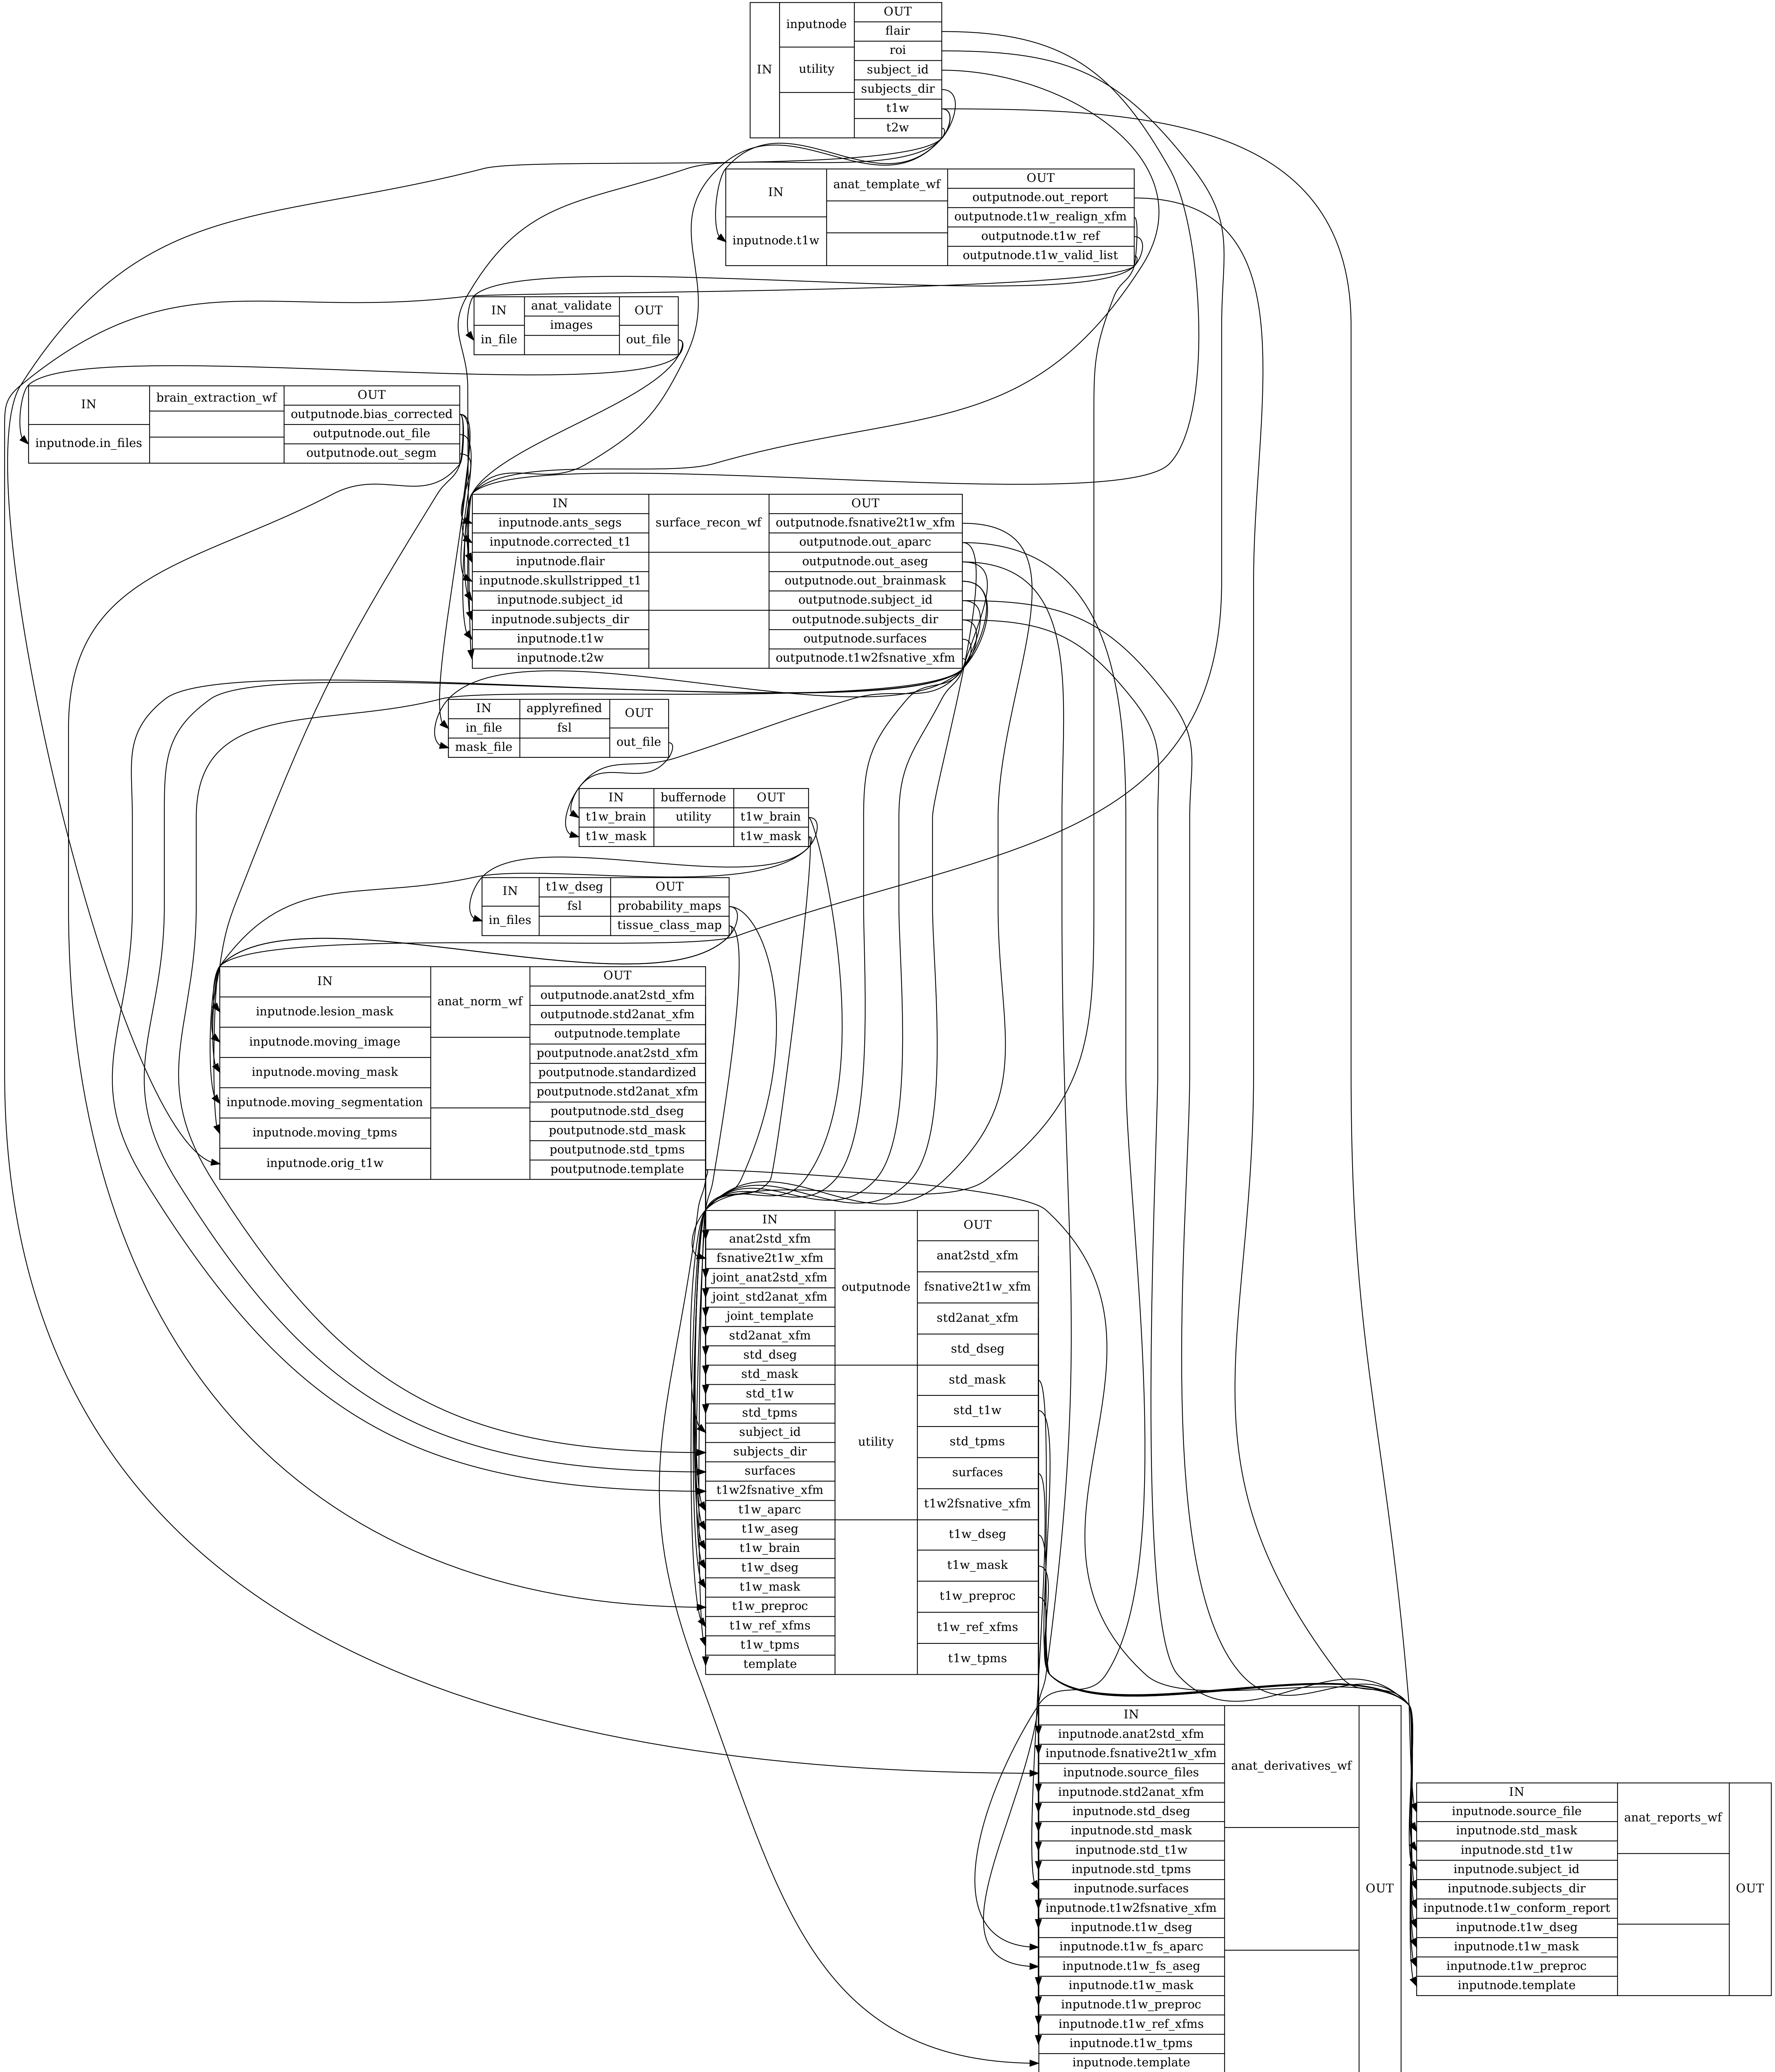 IN
inputnode
utility
OUT
flair
roi
subject_id
subjects_dir
t1w
t2w
IN
inputnode.t1w
anat_template_wf
OUT
outputnode.out_report
outputnode.t1w_realign_xfm
outputnode.t1w_ref
outputnode.t1w_valid_list
IN
in_file
anat_validate
images
OUT
out_file
IN
inputnode.in_files
brain_extraction_wf
OUT
outputnode.bias_corrected
outputnode.out_file
outputnode.out_segm
IN
inputnode.ants_segs
inputnode.corrected_t1
inputnode.flair
inputnode.skullstripped_t1
inputnode.subject_id
inputnode.subjects_dir
inputnode.t1w
inputnode.t2w
surface_recon_wf
OUT
outputnode.fsnative2t1w_xfm
outputnode.out_aparc
outputnode.out_aseg
outputnode.out_brainmask
outputnode.subject_id
outputnode.subjects_dir
outputnode.surfaces
outputnode.t1w2fsnative_xfm
IN
in_file
mask_file
applyrefined
fsl
OUT
out_file
IN
t1w_brain
t1w_mask
buffernode
utility
OUT
t1w_brain
t1w_mask
IN
in_files
t1w_dseg
fsl
OUT
probability_maps
tissue_class_map
IN
inputnode.lesion_mask
inputnode.moving_image
inputnode.moving_mask
inputnode.moving_segmentation
inputnode.moving_tpms
inputnode.orig_t1w
anat_norm_wf
OUT
outputnode.anat2std_xfm
outputnode.std2anat_xfm
outputnode.template
poutputnode.anat2std_xfm
poutputnode.standardized
poutputnode.std2anat_xfm
poutputnode.std_dseg
poutputnode.std_mask
poutputnode.std_tpms
poutputnode.template
IN
anat2std_xfm
fsnative2t1w_xfm
joint_anat2std_xfm
joint_std2anat_xfm
joint_template
std2anat_xfm
std_dseg
std_mask
std_t1w
std_tpms
subject_id
subjects_dir
surfaces
t1w2fsnative_xfm
t1w_aparc
t1w_aseg
t1w_brain
t1w_dseg
t1w_mask
t1w_preproc
t1w_ref_xfms
t1w_tpms
template
outputnode
utility
OUT
anat2std_xfm
fsnative2t1w_xfm
std2anat_xfm
std_dseg
std_mask
std_t1w
std_tpms
surfaces
t1w2fsnative_xfm
t1w_dseg
t1w_mask
t1w_preproc
t1w_ref_xfms
t1w_tpms
IN
inputnode.anat2std_xfm
inputnode.fsnative2t1w_xfm
inputnode.source_files
inputnode.std2anat_xfm
inputnode.std_dseg
inputnode.std_mask
inputnode.std_t1w
inputnode.std_tpms
inputnode.surfaces
inputnode.t1w2fsnative_xfm
inputnode.t1w_dseg
inputnode.t1w_fs_aparc
inputnode.t1w_fs_aseg
inputnode.t1w_mask
inputnode.t1w_preproc
inputnode.t1w_ref_xfms
inputnode.t1w_tpms
inputnode.template
anat_derivatives_wf
OUT
IN
inputnode.source_file
inputnode.std_mask
inputnode.std_t1w
inputnode.subject_id
inputnode.subjects_dir
inputnode.t1w_conform_report
inputnode.t1w_dseg
inputnode.t1w_mask
inputnode.t1w_preproc
inputnode.template
anat_reports_wf
OUT